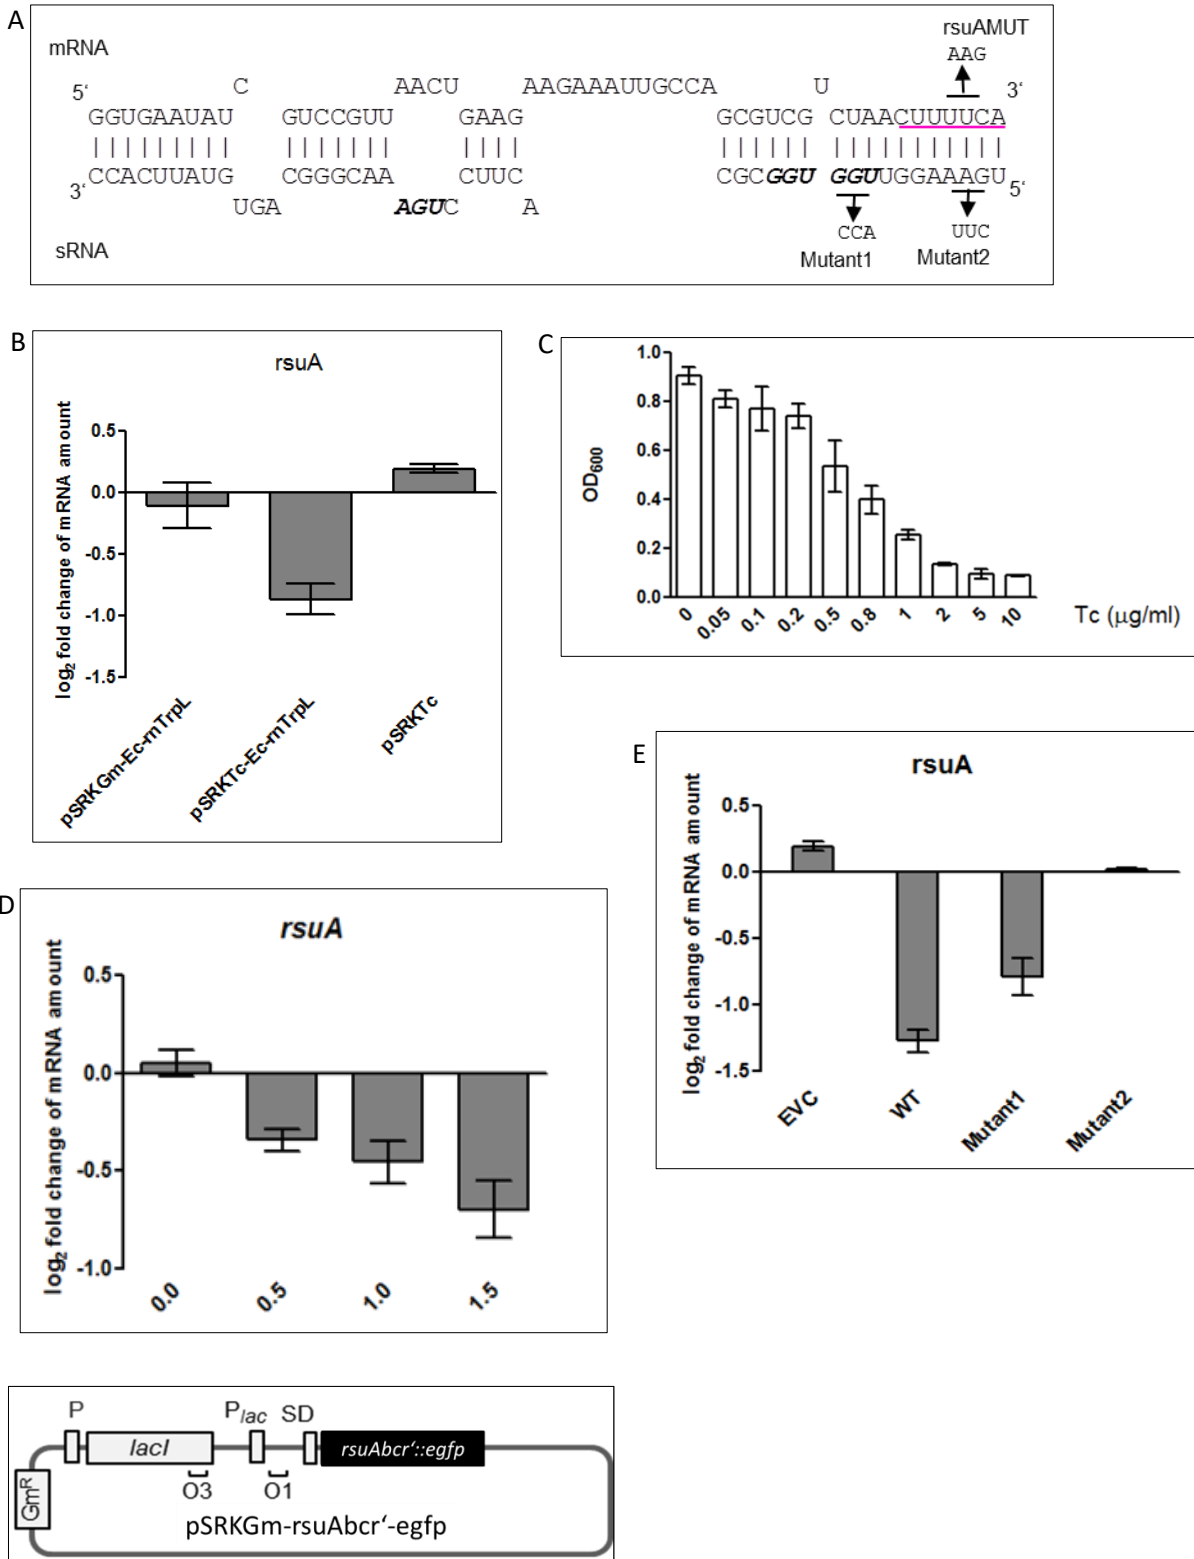 A
rsuAMUT
mRNA
AAG
C AACU AAGAAAUUGCCA U
5‘ 3‘
GGUGAAUAU GUCCGUU GAAG GCGUCG CUAACUUUUCA
CCACUUAUG CGGGCAA CUUC CGCGGU GGUUGGAAAGU
3‘ 5‘
UGA AGUC A
CCA UUC
sRNA
Mutant1 Mutant2
B
rsuA
log2 fold change of mRNA amount
0.5
0.0
-0.5
-1.0
-1.5
pSRKGm-Ec-rnTrpL
pSRKTc-Ec-rnTrpL
pSRKTc
C
OD600
1.0
0.8
0.6
0.4
0.2
0.0
0 0.05 0.1 0.2 0.5 0.8 1 2 5 10 Tc (μg/ml)
E
rsuA
log2 fold change of mRNA amount
0.5
0.0
-0.5
-1.0
-1.5
EVC WT Mutant1 Mutant2
D
rsuA
log2 fold change of mRNA amount
0.5
0.0
-0.5
-1.0
0.0 0.5 1.0 1.5
P Plac SD
lacI rsuAbcr‘::egfp
GmR
O3 O1
pSRKGm-rsuAbcr‘-egfp